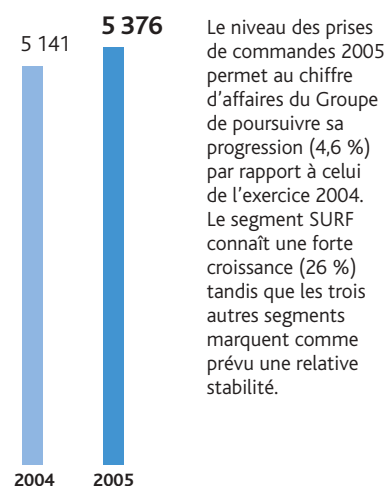 5 141
5 376
2004
2005
Le niveau des prises
de commandes 2005
permet au chiffre
d’affaires du Groupe
de poursuivre sa
progression (4,6 %)
par rapport à celui
de l’exercice 2004.
Le segment SURF
connaît une forte
croissance (26 %)
tandis que les trois
autres segments
marquent comme
prévu une relative
stabilité.